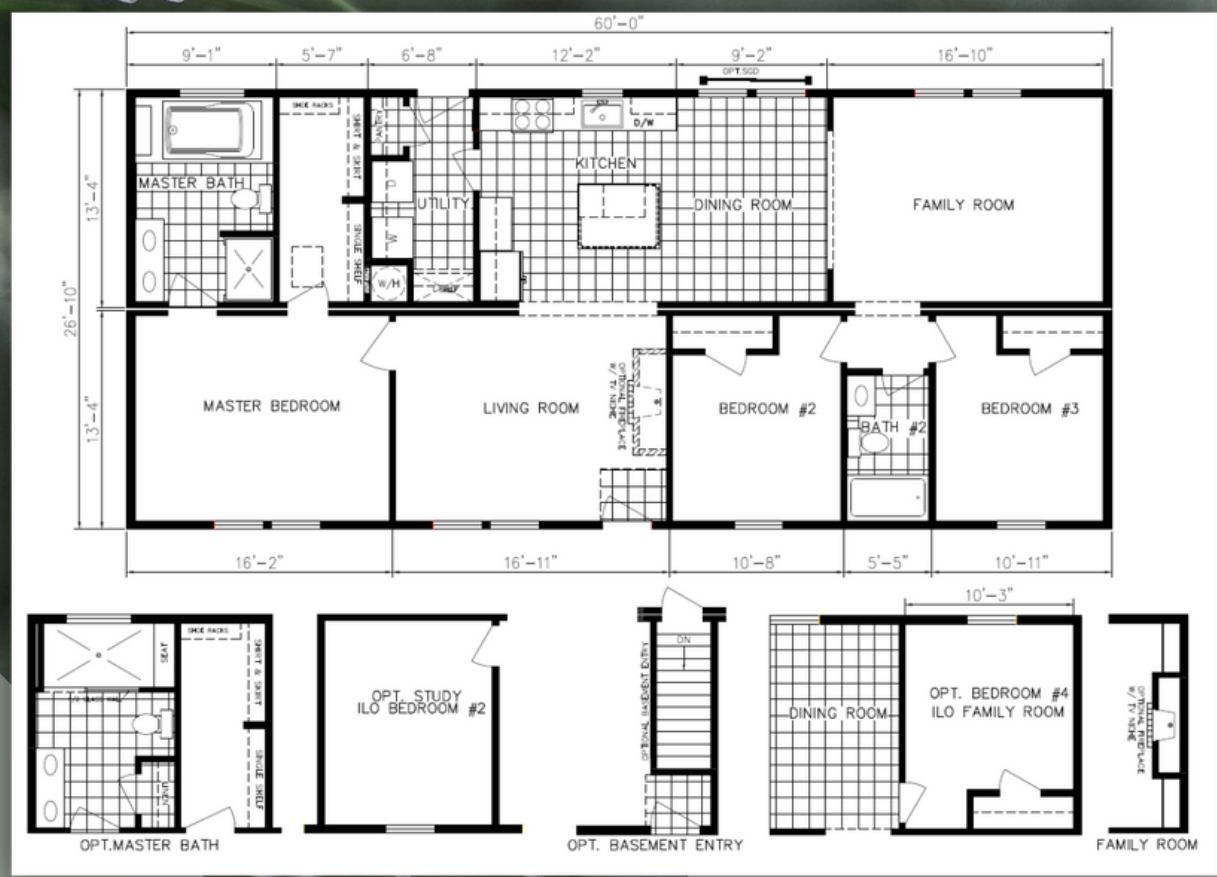 60'-0"
9'-1"
5'-7"
6'-8"
12'-2"
9'-2"
16'-10"
OPT.SGD
SHOE RACKS
SHIRT & SKIRT
PANTRY
D/W
KITCHEN
MASTER BATH
D
UTILITY
DINING ROOM
FAMILY ROOM
13'-4"
W
SINGLE SHELF
W/H
26'-10"
OPTIONAL FIREPLACE
W/ TV NICHE
MASTER BEDROOM
LIVING ROOM
BEDROOM #2
BEDROOM #3
BATH #2
13'-4"
16'-2"
16'-11"
10'-8"
5'-5"
10'-11"
SHOE RACKS
SEAT
SHIRT & SKIRT
SINGLE SHELF
LINEN
OPT.MASTER BATH
OPT. STUDY
ILO BEDROOM #2
DN
OPTIONAL BASEMENT ENTRY
OPT. BASEMENT ENTRY
10'-3"
DINING ROOM
OPT. BEDROOM #4
ILO FAMILY ROOM
OPTIONAL FIREPLACE
W/ TV NICHE
FAMILY ROOM